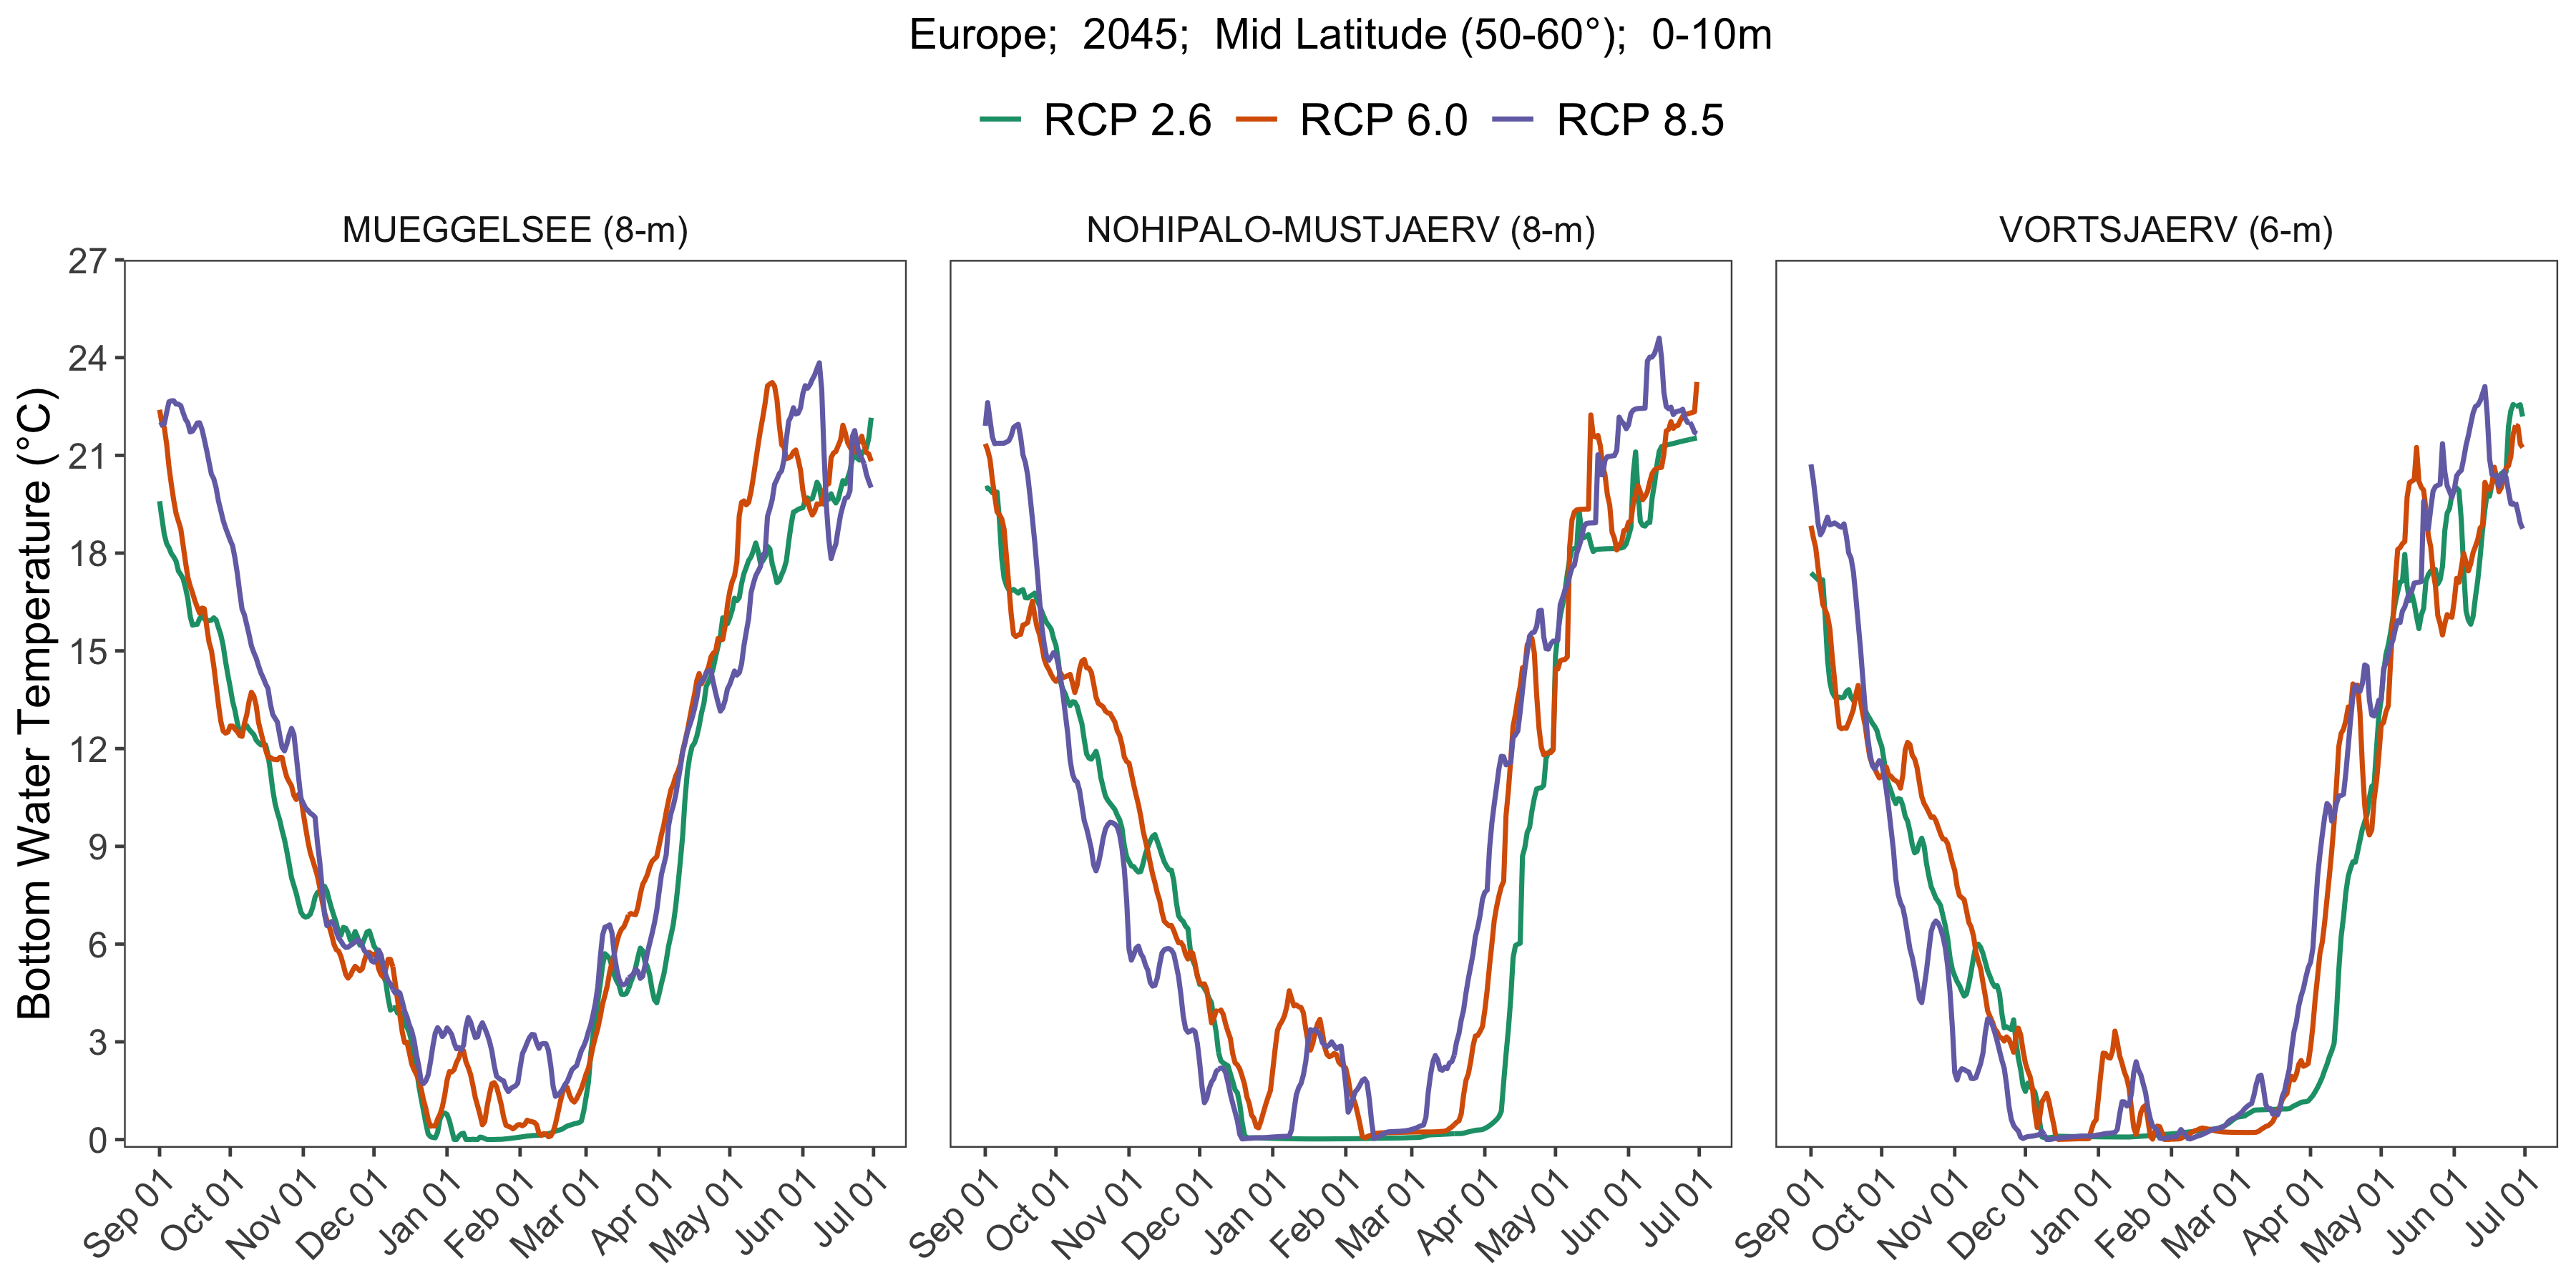 Europe;  2045;  Mid Latitude (50-60°);  0-10m
RCP 2.6 RCP 6.0 RCP 8.5
MUEGGELSEE (8-m) NOHIPALO-MUSTJAERV (8-m) VORTSJAERV (6-m)
Bottom Water Temperature (°C)
27
24
21
18
15
12
9
6
3
0
Sep 01 Oct 01 Nov 01 Dec 01 Jan 01 Feb 01 Mar 01 Apr 01 May 01 Jun 01 Jul 01 Sep 01 Oct 01 Nov 01 Dec 01 Jan 01 Feb 01 Mar 01 Apr 01 May 01 Jun 01 Jul 01 Sep 01 Oct 01 Nov 01 Dec 01 Jan 01 Feb 01 Mar 01 Apr 01 May 01 Jun 01 Jul 01